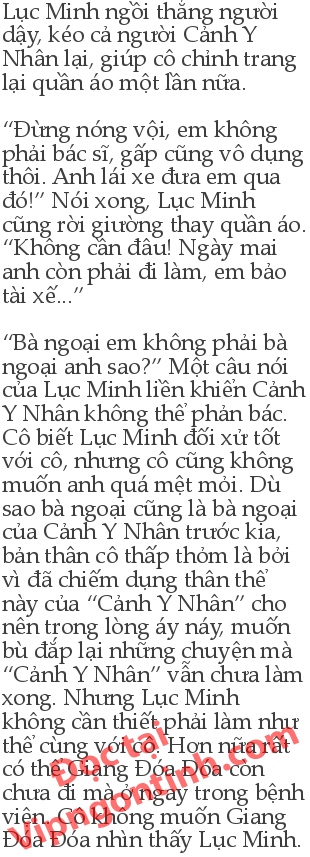 Lục Minh ngồi thẳng người
dậy, kéo cả người Cảnh Y
Nhân lại, giúp cô chỉnh trang
lại quần áo một lần nữa.
“Đừng nóng vội, em không
phải bác sĩ, gấp cũng vô dụng
thôi. Anh lái xe đưa em qua
đó!” Nói xong, Lục Minh
cũng rời giường thay quần áo.
“Không cần đâu! Ngày mai
anh còn phải đi làm, em bảo
tài xế...”
“Bà ngoại em không phải bà
ngoại anh sao?” Một câu nói
của Lục Minh liền khiến Cảnh
Y Nhân không thể phản bác.
Cô biết Lục Minh đối xử tốt
với cô, nhưng cô cũng không
muốn anh quá mệt mỏi. Dù
sao bà ngoại cũng là bà ngoại
của Cảnh Y Nhân trước kia,
bản thân cô thấp thỏm là bởi
vì đã chiếm dụng thân thể
này của “Cảnh Y Nhân” cho
nên trong lòng áy náy, muốn
bù đắp lại những chuyện mà
“Cảnh Y Nhân” vẫn chưa làm
xong. Nhưng Lục Minh
không cần thiết phải làm như
thế cùng với cô. Hơn nữa rất
có thể Giang Đóa Đóa còn
chưa đi mà ở ngay trong bệnh
viện. Cô không muốn Giang
Đóa Đóa nhìn thấy Lục Minh.
Đọc tại
Vipngontinh.com